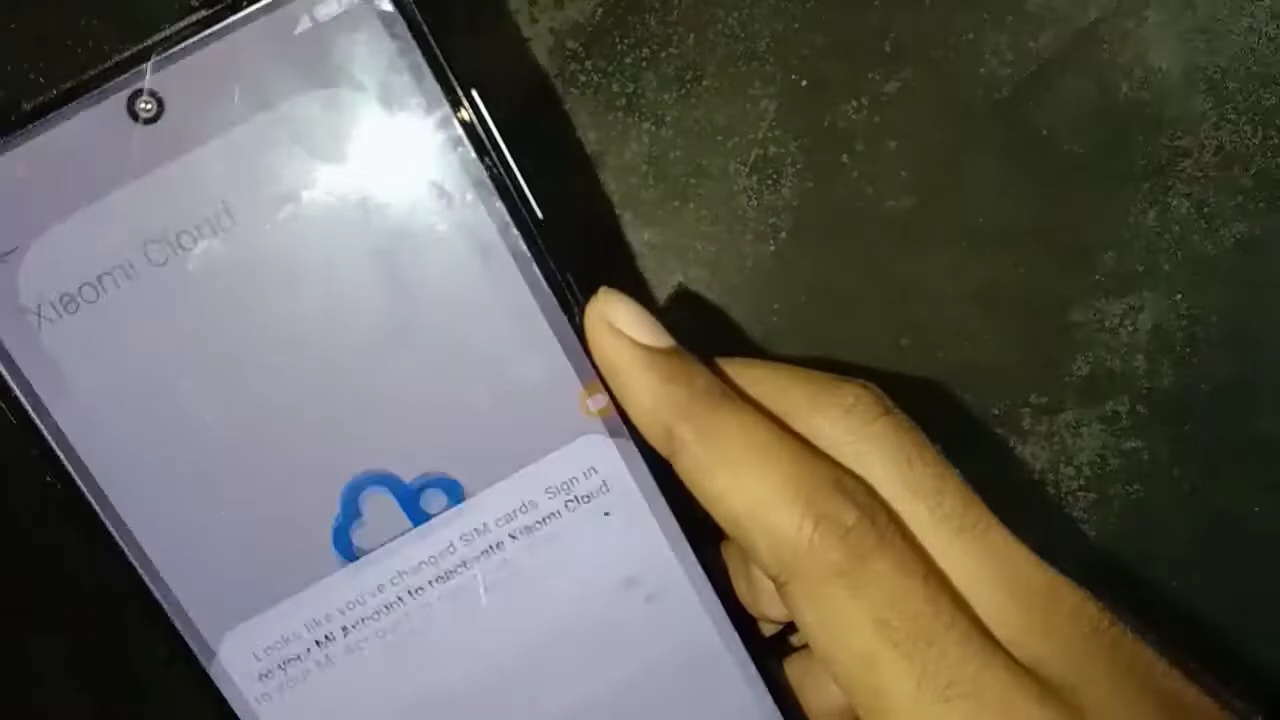 Xiaomi Cloud
Looks like you've changed SIM cards. Sign in
to your Mi Account to reactivate Xiaomi Cloud